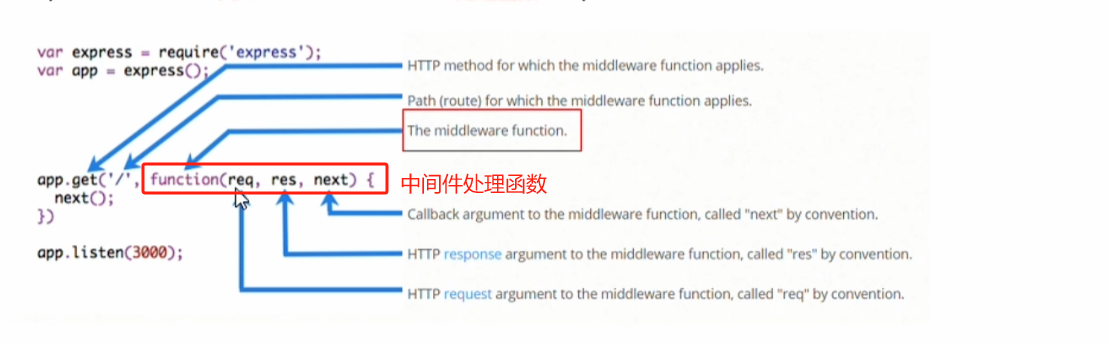 var express = require('express');
var app = express();
HTTP method for which the middleware function applies.
Path (route) for which the middleware function applies.
The middleware function.
app.get('/', function(req, res, next) {
中间件处理函数
next();
})
Callback argument to the middleware function, called "next" by convention.
app.listen(3000);
HTTP response argument to the middleware function, called "res" by convention.
HTTP request argument to the middleware function, called "req" by convention.